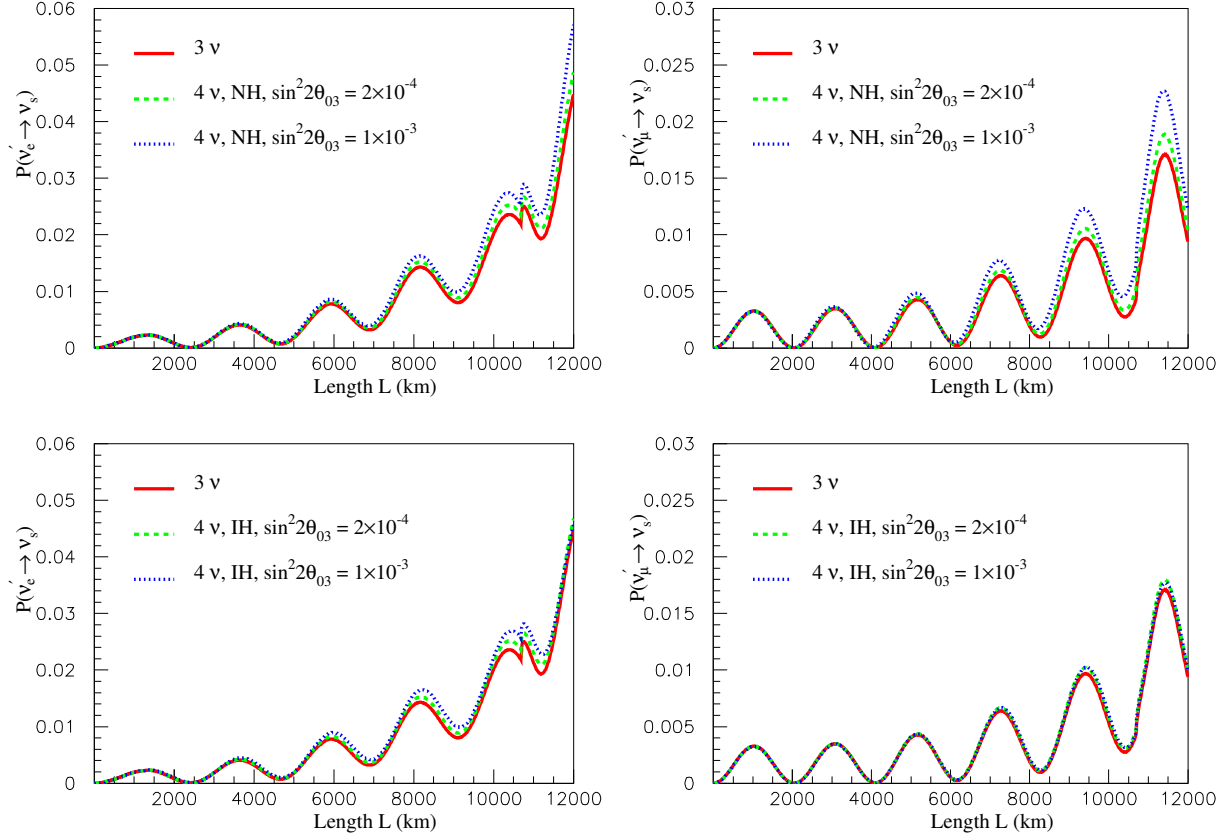 P(ν′e → νs)
0.06
0.05
0.04
0.03
0.02
0.01
0
3 ν
4 ν, NH, sin²2θ₀₃ = 2×10⁻⁴
4 ν, NH, sin²2θ₀₃ = 1×10⁻³
2000 4000 6000 8000 10000 12000
Length L (km)
P(ν′μ → νs)
0.03
0.025
0.02
0.015
0.01
0.005
0
3 ν
4 ν, NH, sin²2θ₀₃ = 2×10⁻⁴
4 ν, NH, sin²2θ₀₃ = 1×10⁻³
2000 4000 6000 8000 10000 12000
Length L (km)
P(ν′e → νs)
0.06
0.05
0.04
0.03
0.02
0.01
0
3 ν
4 ν, IH, sin²2θ₀₃ = 2×10⁻⁴
4 ν, IH, sin²2θ₀₃ = 1×10⁻³
2000 4000 6000 8000 10000 12000
Length L (km)
P(ν′μ → νs)
0.03
0.025
0.02
0.015
0.01
0.005
0
3 ν
4 ν, IH, sin²2θ₀₃ = 2×10⁻⁴
4 ν, IH, sin²2θ₀₃ = 1×10⁻³
2000 4000 6000 8000 10000 12000
Length L (km)